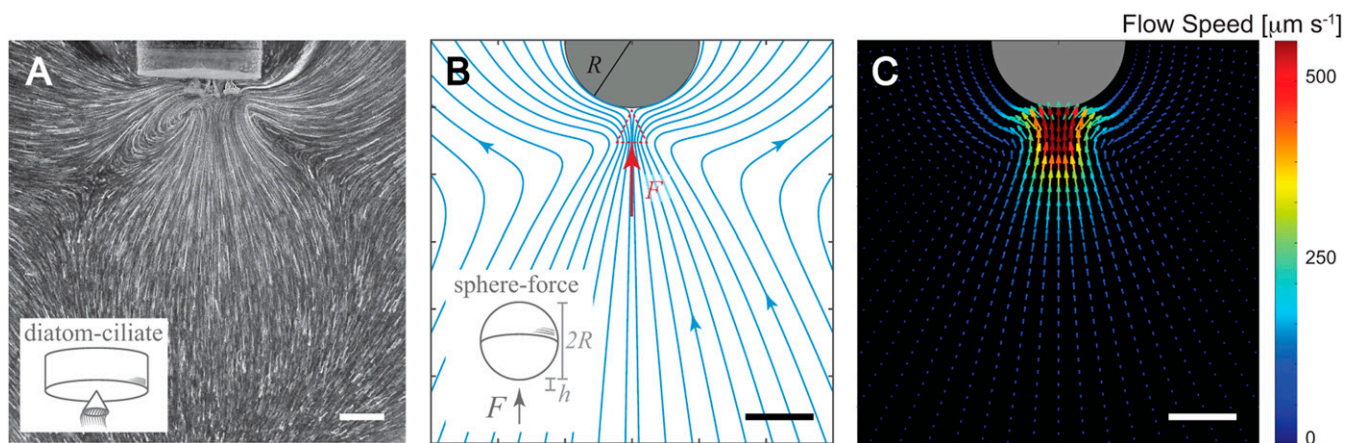 Flow Speed [μm s⁻¹]
A
diatom-ciliate
B
R
F
sphere-force
2R
h
F
C
500
250
0